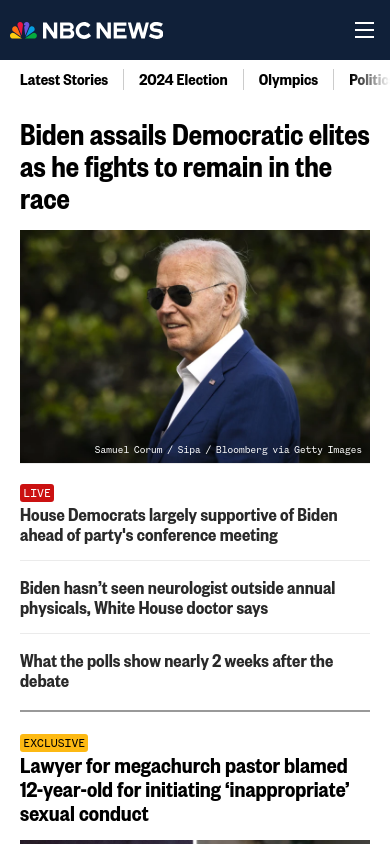 NBC NEWS
Latest Stories
2024 Election
Olympics
Biden assails Democratic elites
as he fights to remain in the
race
Samuel Corum / Sipa / Bloomberg via Getty Images
LIVE
House Democrats largely supportive of Biden
ahead of party's conference meeting
Biden hasn’t seen neurologist outside annual
physicals, White House doctor says
What the polls show nearly 2 weeks after the
debate
EXCLUSIVE
Lawyer for megachurch pastor blamed
12-year-old for initiating ‘inappropriate’
sexual conduct